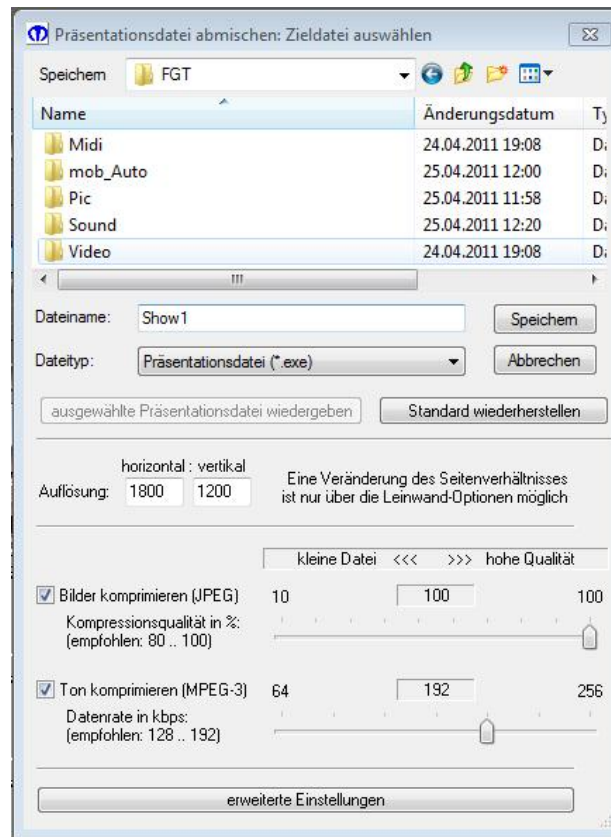 Präsentationsdatei abmischen: Zieldatei auswählen
Speichern FGT
Name Änderungsdatum
Midi 24.04.2011 19:08
mob_Auto 25.04.2011 12:00
Pic 25.04.2011 11:58
Sound 25.04.2011 12:20
Video 24.04.2011 19:08
Dateiname: Show1 Speichern
Dateityp: Präsentationsdatei (*.exe) Abbrechen
ausgewählte Präsentationsdatei wiedergeben Standard wiederherstellen
horizontal : vertikal
Auflösung: 1800 1200
Eine Veränderung des Seitenverhältnisses
ist nur über die Leinwand-Optionen möglich
kleine Datei <<< >>> hohe Qualität
Bilder komprimieren (JPEG) 10 100 100
Kompressionsqualität in %:
(empfohlen: 80 .. 100)
Ton komprimieren (MPEG-3) 64 192 256
Datenrate in kbps:
(empfohlen: 128 .. 192)
erweiterte Einstellungen